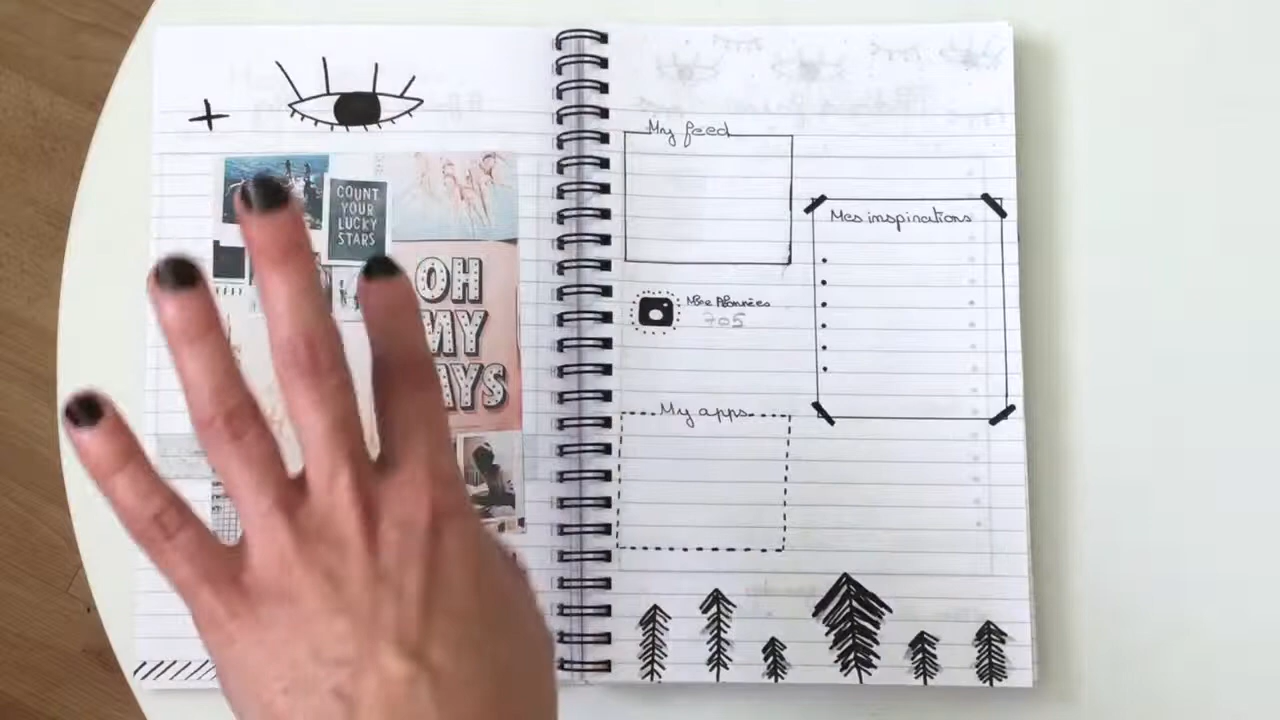 COUNT
YOUR
LUCKY
STARS
OH
MY
My feed
Mes inspirations
Mes Abonnées
705
My apps